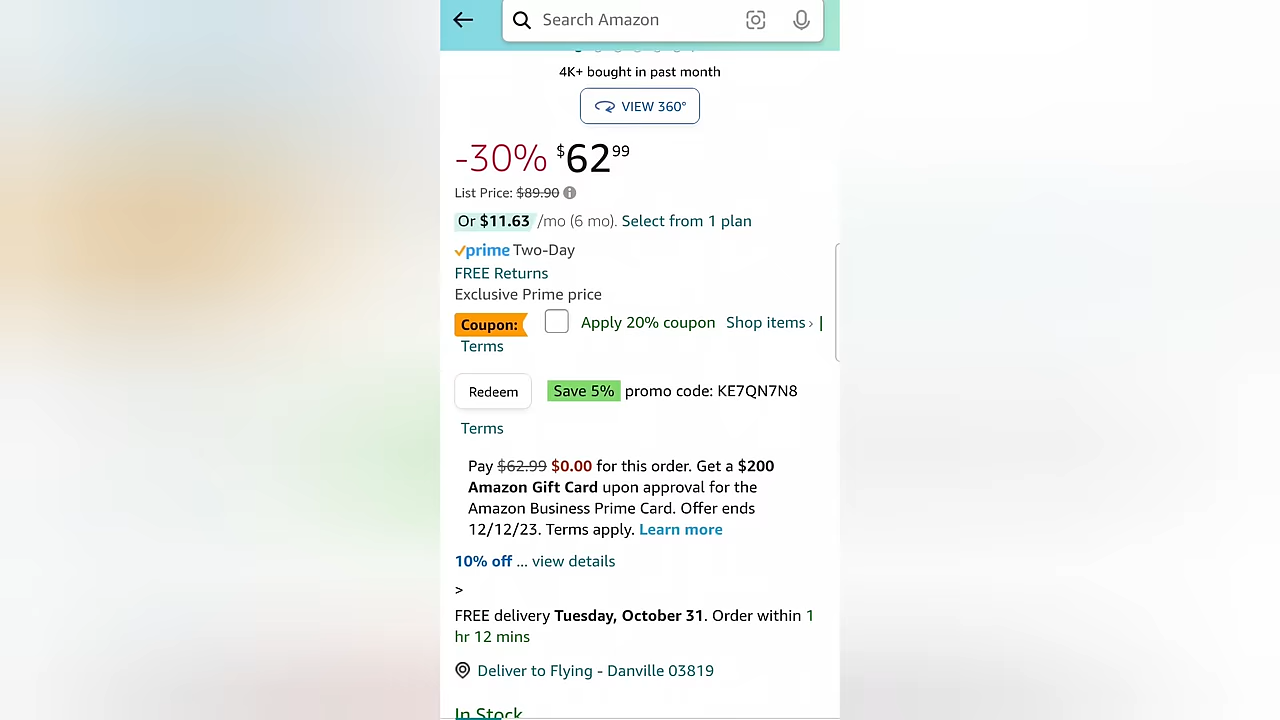 Search Amazon
4K+ bought in past month
VIEW 360°
-30% $62 99
List Price: $89.90
Or $11.63 /mo (6 mo). Select from 1 plan
prime Two-Day
FREE Returns
Exclusive Prime price
Coupon: Apply 20% coupon Shop items › |
Terms
Redeem Save 5% promo code: KE7QN7N8
Terms
Pay $62.99 $0.00 for this order. Get a $200
Amazon Gift Card upon approval for the
Amazon Business Prime Card. Offer ends
12/12/23. Terms apply. Learn more
10% off ... view details
>
FREE delivery Tuesday, October 31. Order within 1
hr 12 mins
Deliver to Flying - Danville 03819
In Stock